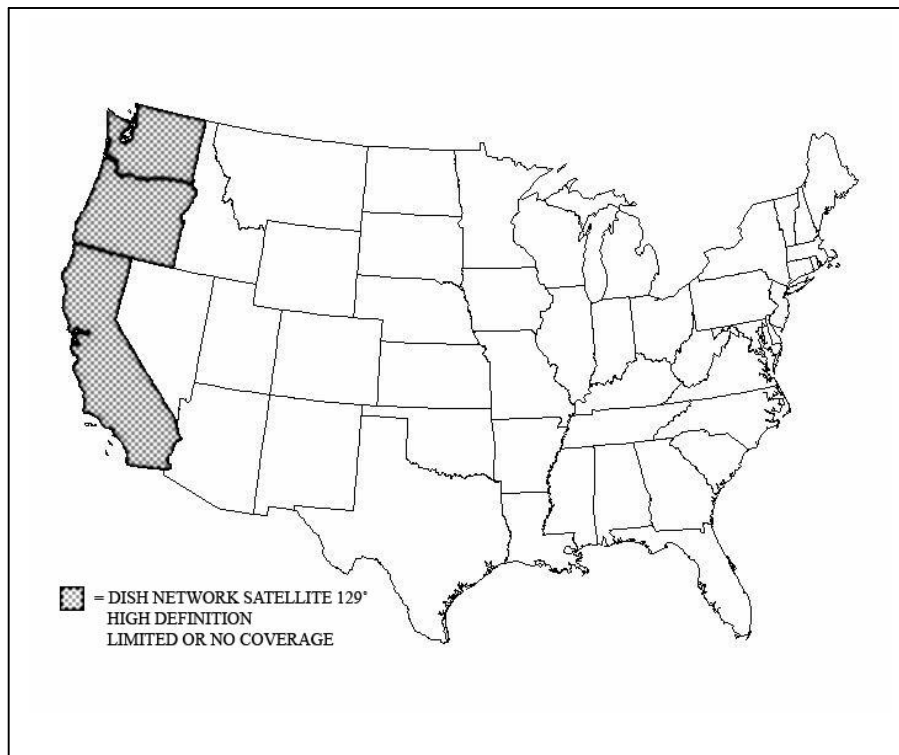 = DISH NETWORK SATELLITE 129°
HIGH DEFINITION
LIMITED OR NO COVERAGE